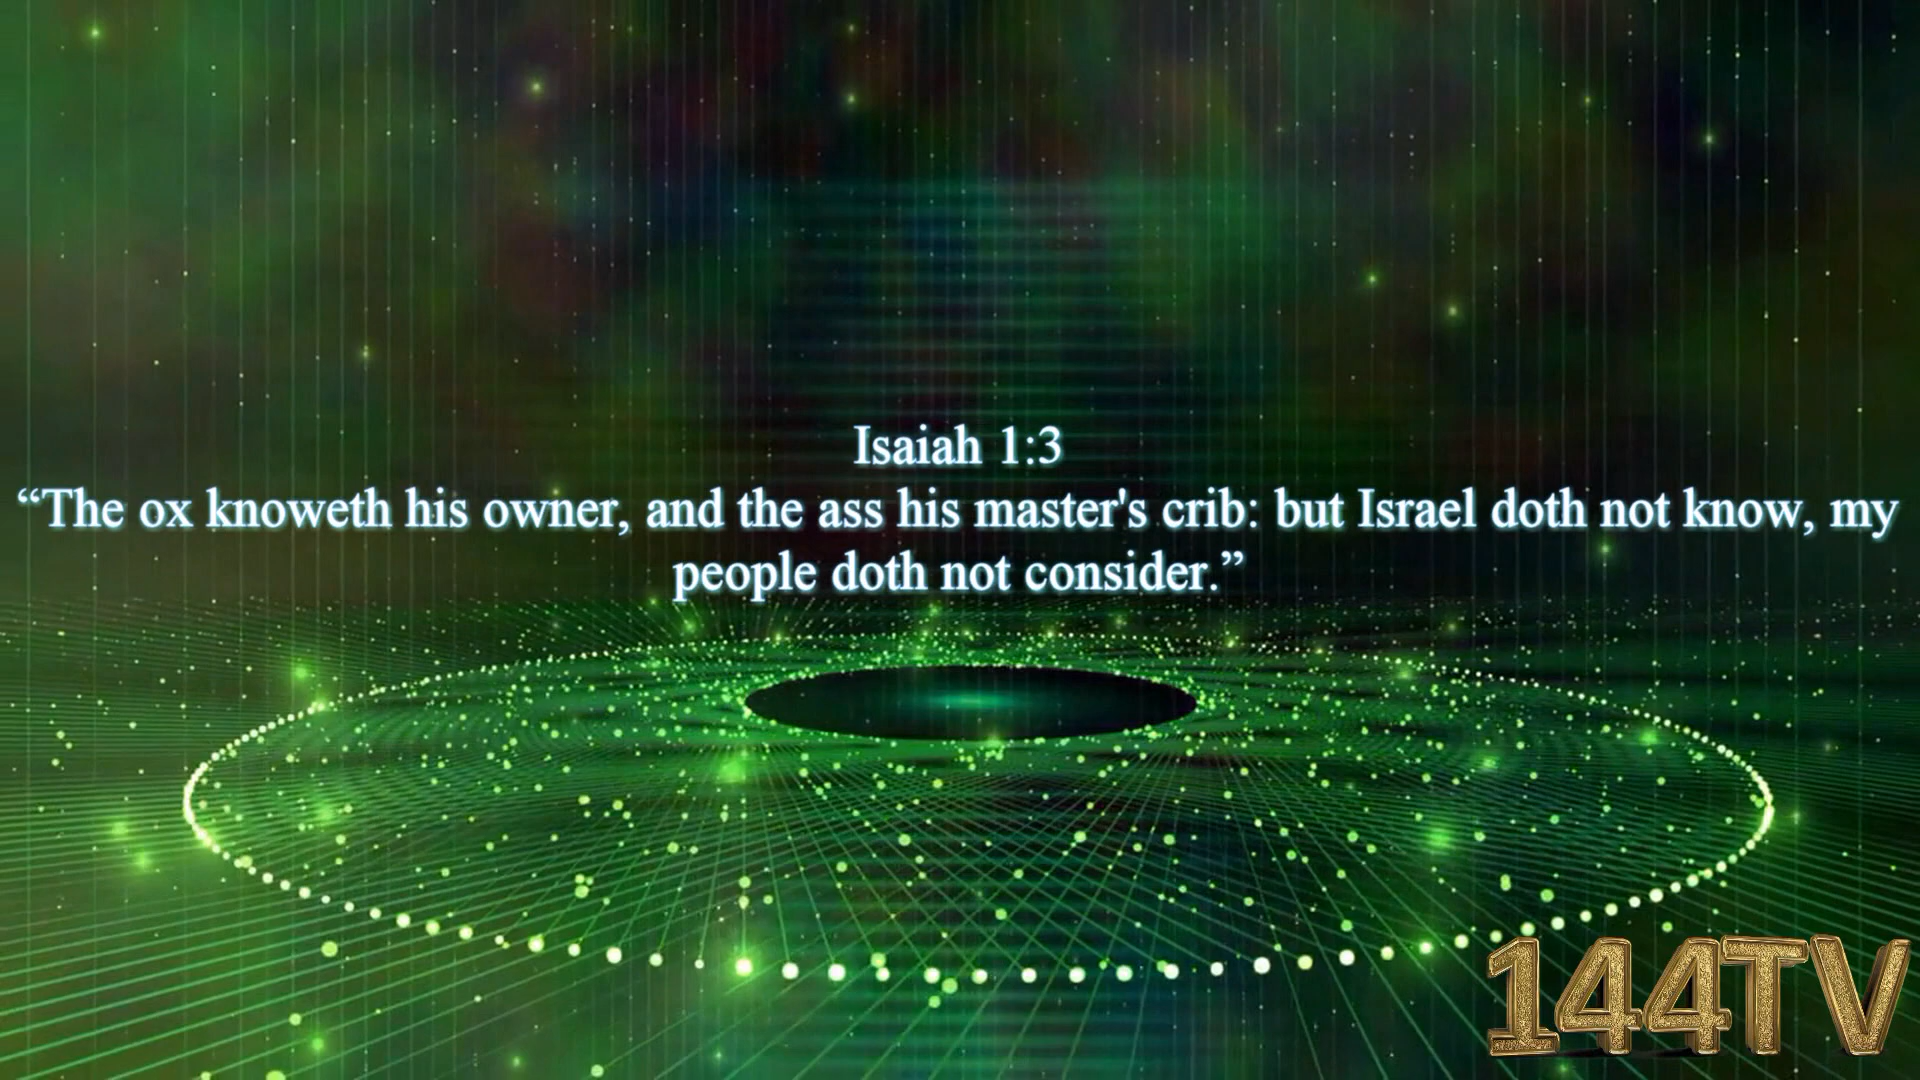 Isaiah 1:3
“The ox knoweth his owner, and the ass his master's crib: but Israel doth not know, my
people doth not consider.”
144TV